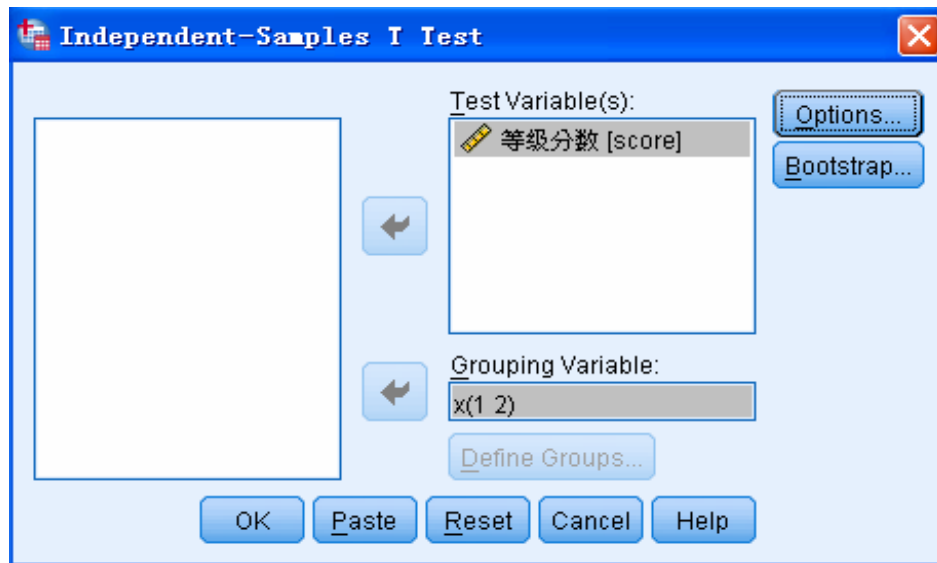 Independent-Samples T Test
Test Variable(s):
等级分数 [score]
Options...
Bootstrap...
Grouping Variable:
x(1 2)
Define Groups...
OK Paste Reset Cancel Help